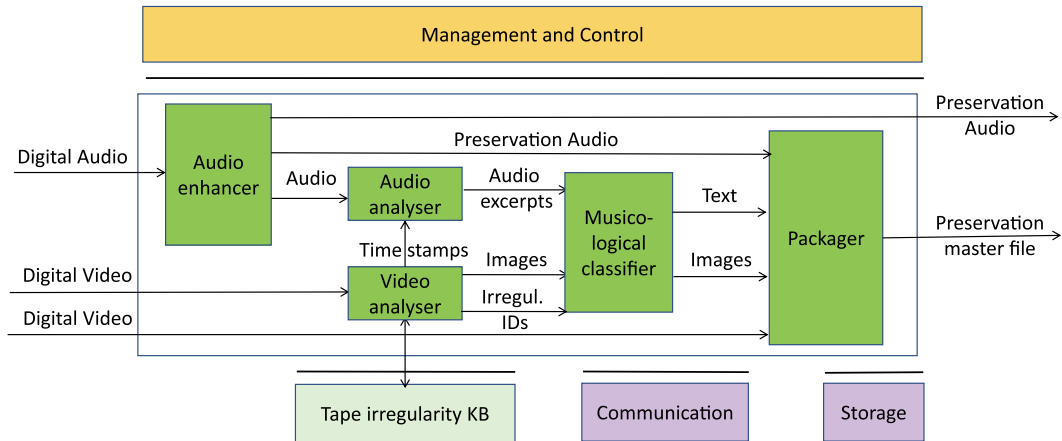 Management and Control
Preservation
Audio
Preservation Audio
Digital Audio
Audio
enhancer
Audio
Audio
analyser
Audio
excerpts
Musico-
logical
classifier
Text
Packager
Preservation
master file
Time stamps
Images
Images
Digital Video
Video
analyser
Irregul.
IDs
Digital Video
Tape irregularity KB
Communication
Storage